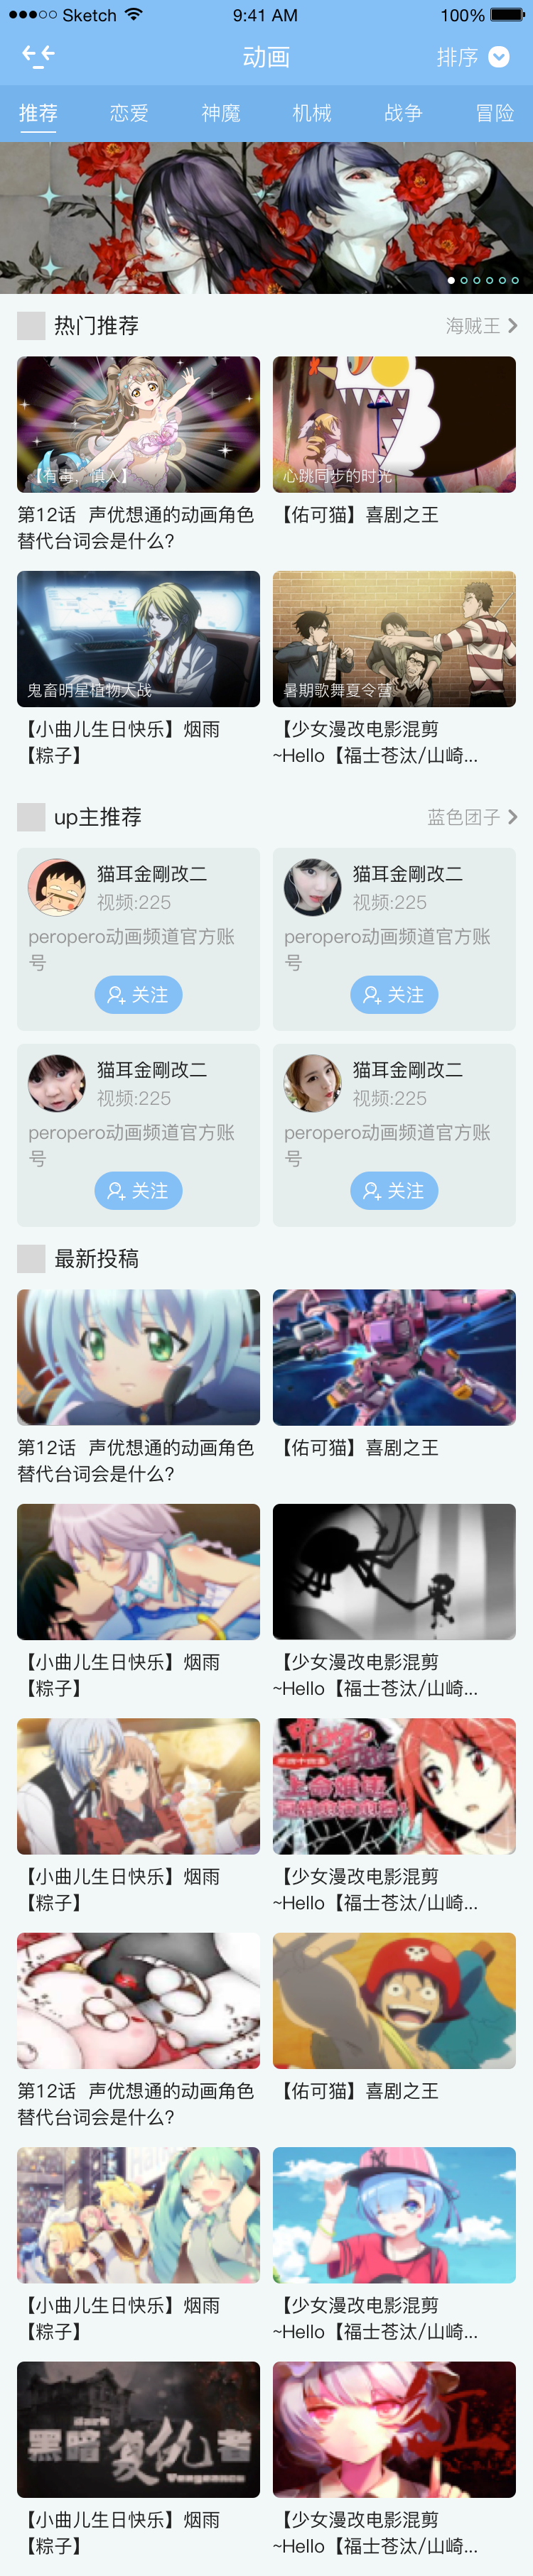 Sketch 9:41 AM 100%
动画 排序
推荐 恋爱 神魔 机械 战争 冒险
热门推荐 海贼王
【有毒，慎入】 心跳同步的时光
第12话 声优想通的动画角色
替代台词会是什么?
【佑可猫】喜剧之王
鬼畜明星植物大战 暑期歌舞夏令营
【小曲儿生日快乐】烟雨
【粽子】
【少女漫改电影混剪
~Hello【福士苍汰/山崎...
up主推荐 蓝色团子
猫耳金剛改二
视频:225
peropero动画频道官方账
号
关注
猫耳金剛改二
视频:225
peropero动画频道官方账
号
关注
猫耳金剛改二
视频:225
peropero动画频道官方账
号
关注
猫耳金剛改二
视频:225
peropero动画频道官方账
号
关注
最新投稿
第12话 声优想通的动画角色
替代台词会是什么?
【佑可猫】喜剧之王
【小曲儿生日快乐】烟雨
【粽子】
【少女漫改电影混剪
~Hello【福士苍汰/山崎...
【小曲儿生日快乐】烟雨
【粽子】
【少女漫改电影混剪
~Hello【福士苍汰/山崎...
第12话 声优想通的动画角色
替代台词会是什么?
【佑可猫】喜剧之王
【小曲儿生日快乐】烟雨
【粽子】
【少女漫改电影混剪
~Hello【福士苍汰/山崎...
黑暗复仇者
【小曲儿生日快乐】烟雨
【粽子】
【少女漫改电影混剪
~Hello【福士苍汰/山崎...